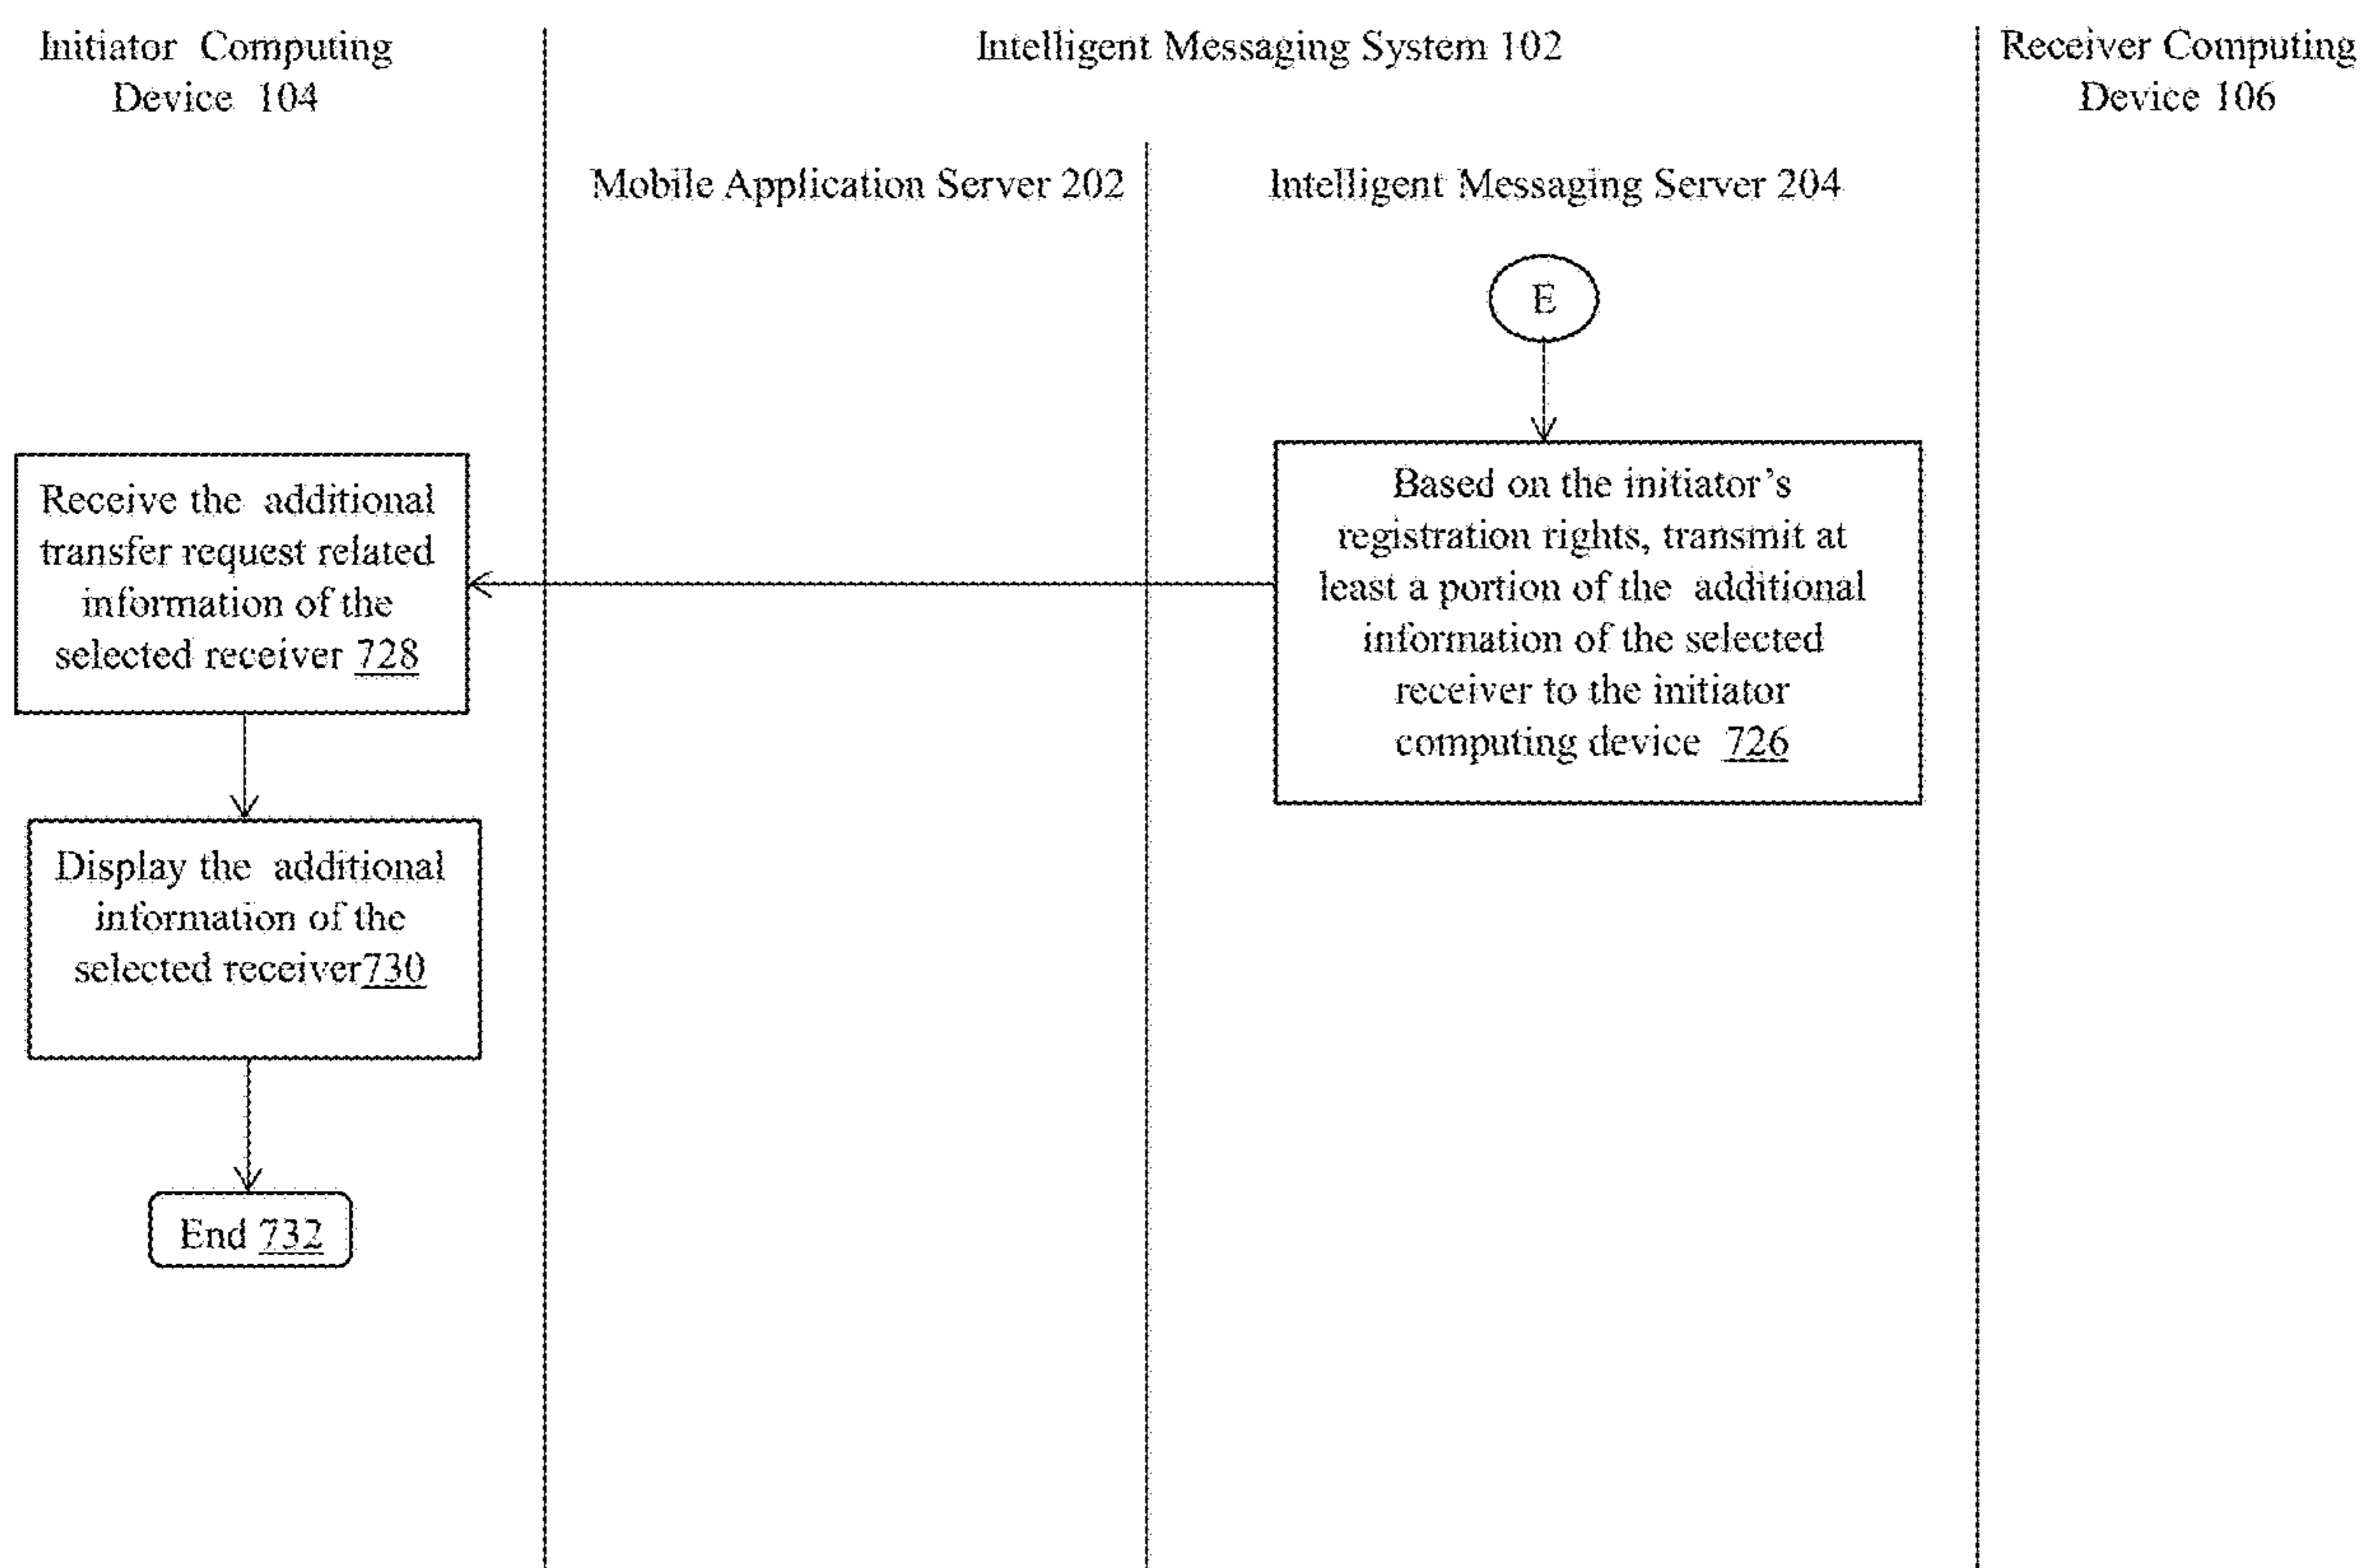 Initiator Computing
Device 104
Intelligent Messaging System 102
Receiver Computing
Device 106
Mobile Application Server 202
Intelligent Messaging Server 204
E
Based on the initiator's
registration rights, transmit at
least a portion of the additional
information of the selected
receiver to the initiator
computing device 726
Receive the additional
transfer request related
information of the
selected receiver 728
Display the additional
information of the
selected receiver730
End 732